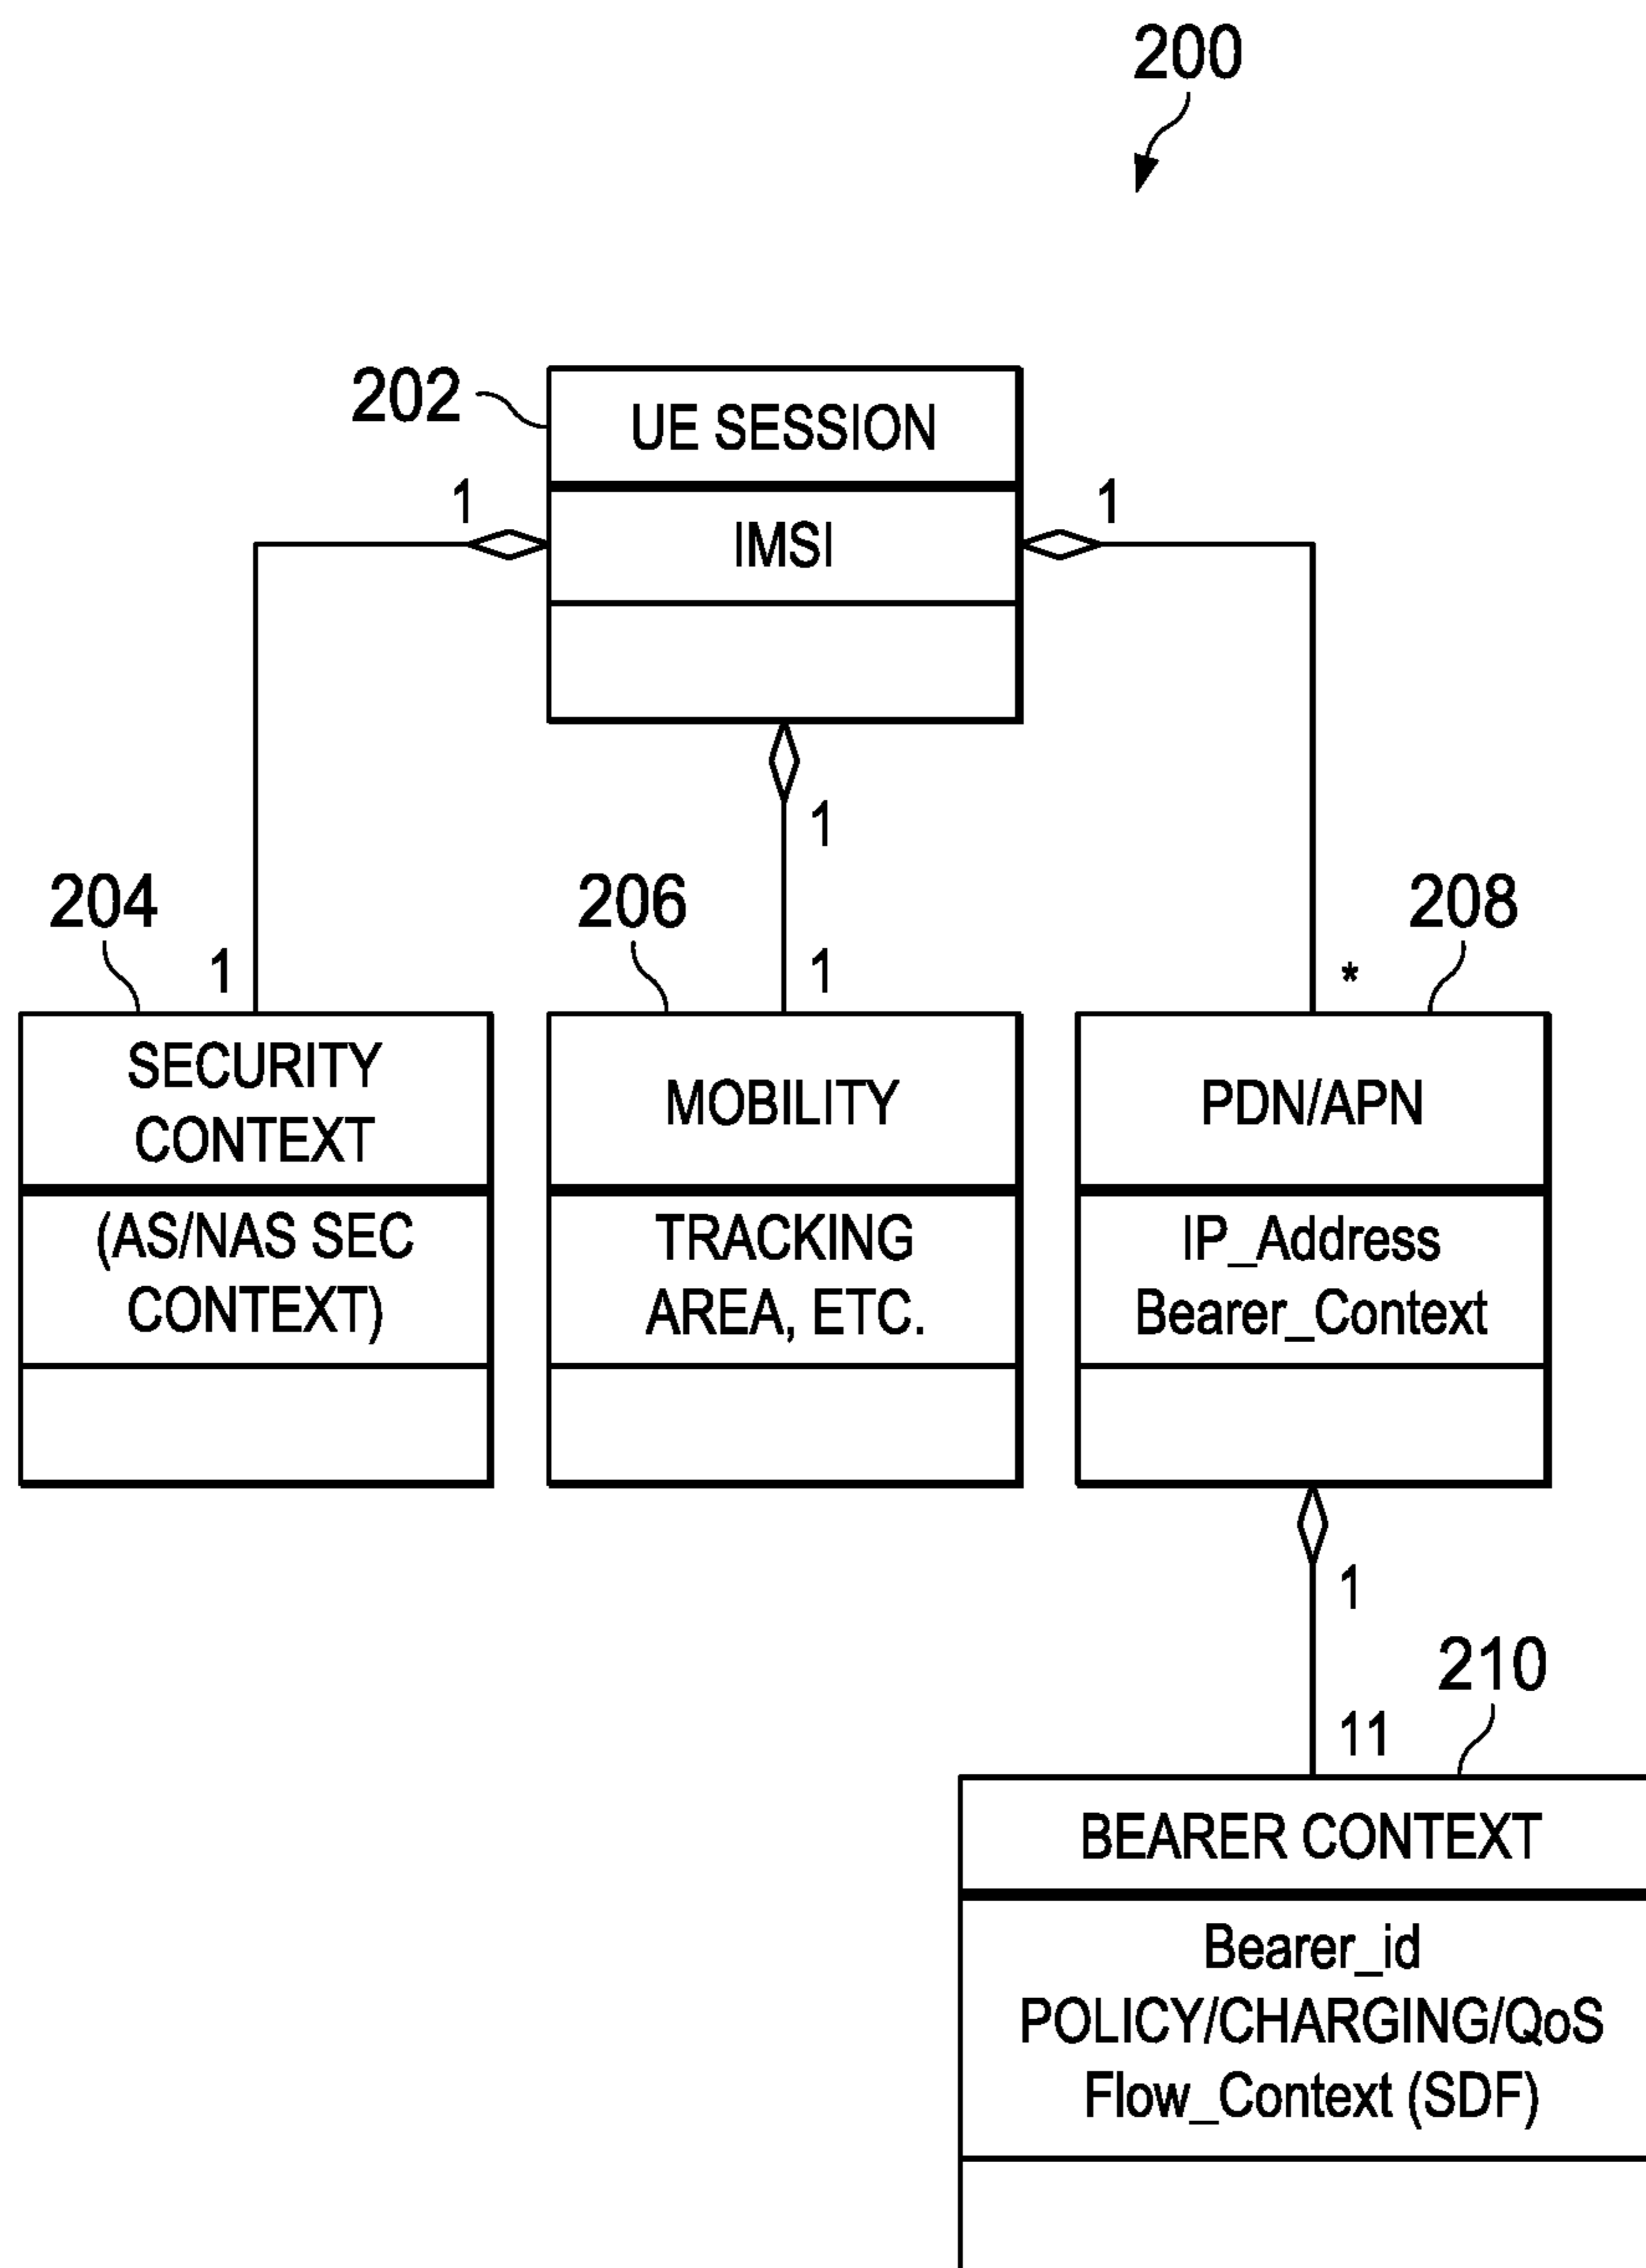 200
202
UE SESSION
1
1
IMSI
1
204
206
208
1
1
*
SECURITY
CONTEXT
MOBILITY
PDN/APN
(AS/NAS SEC
CONTEXT)
TRACKING
AREA, ETC.
IP_Address
Bearer_Context
1
210
11
BEARER CONTEXT
Bearer_id
POLICY/CHARGING/QoS
Flow_Context (SDF)